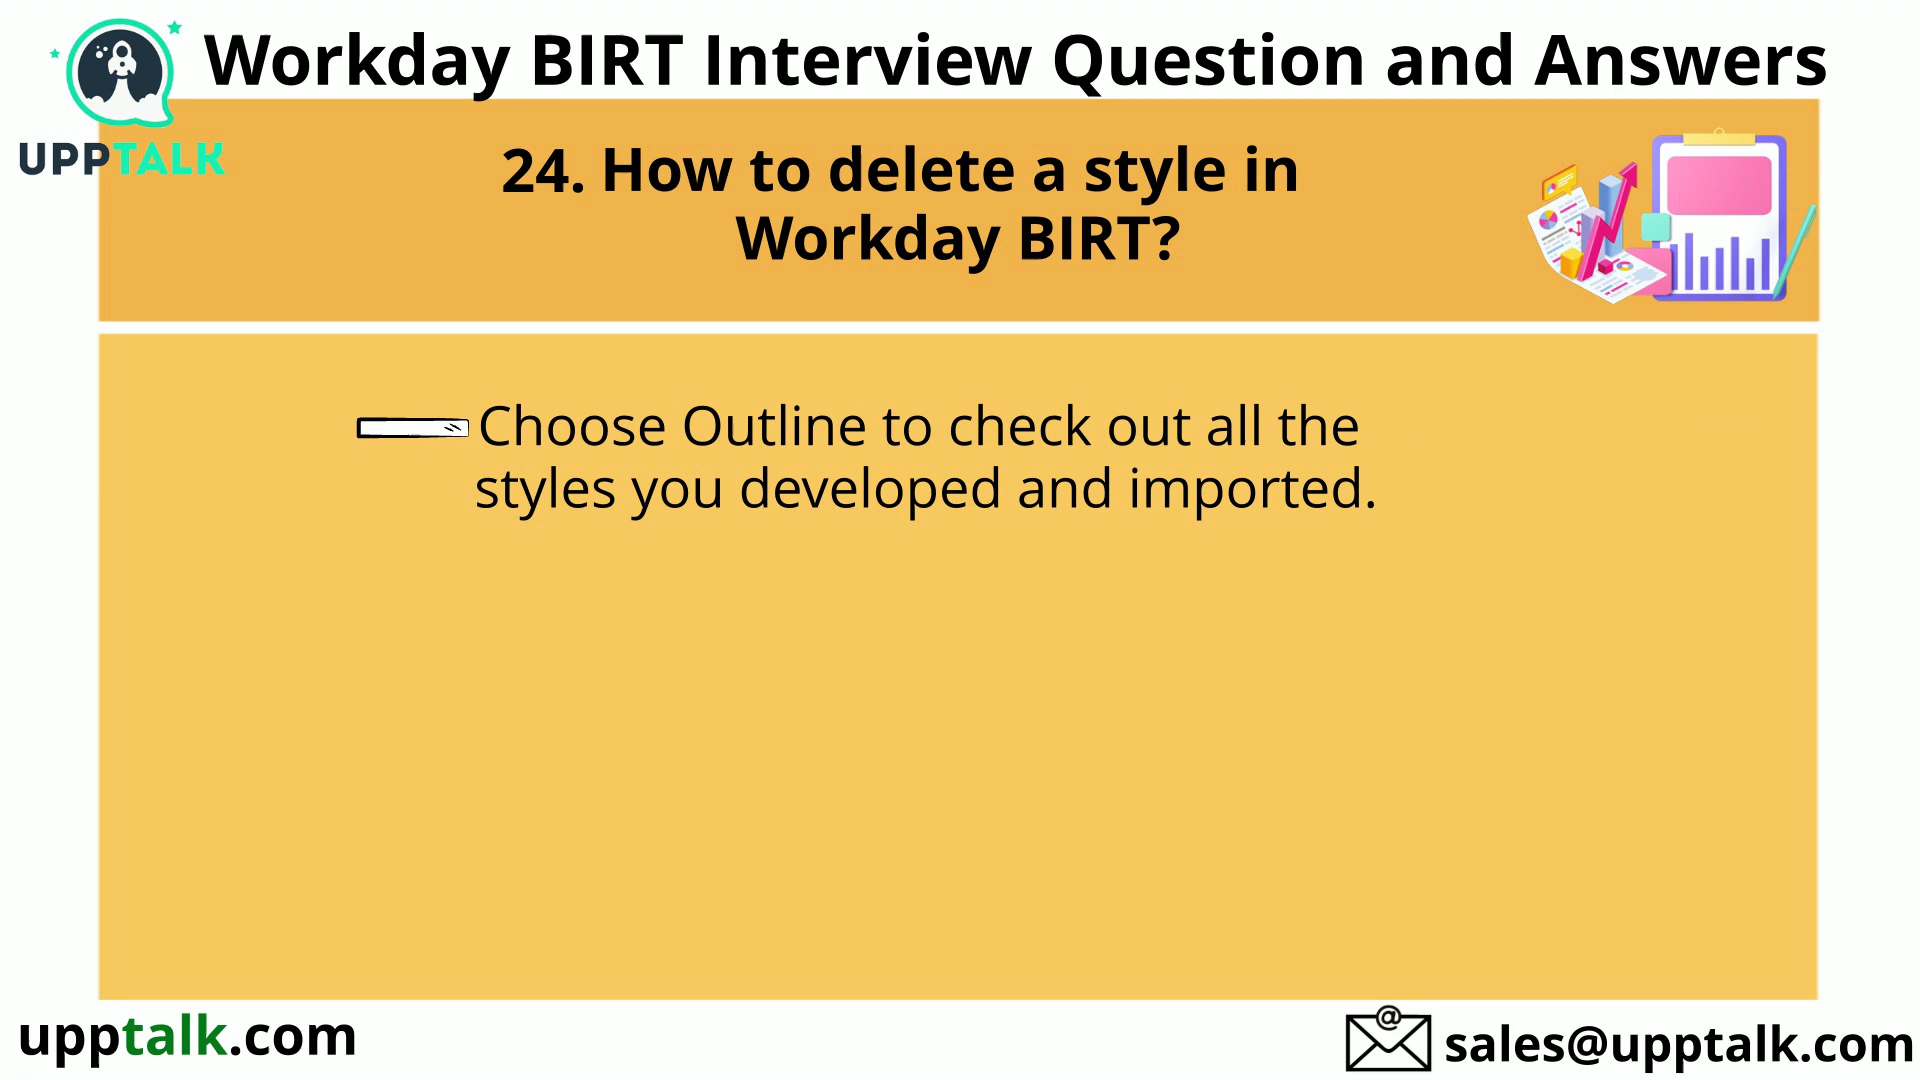 Workday BIRT Interview Question and Answers
UPPTALK
24. How to delete a style in
Workday BIRT?
Choose Outline to check out all the
styles you developed and imported.
upptalk.com
@
sales@upptalk.com